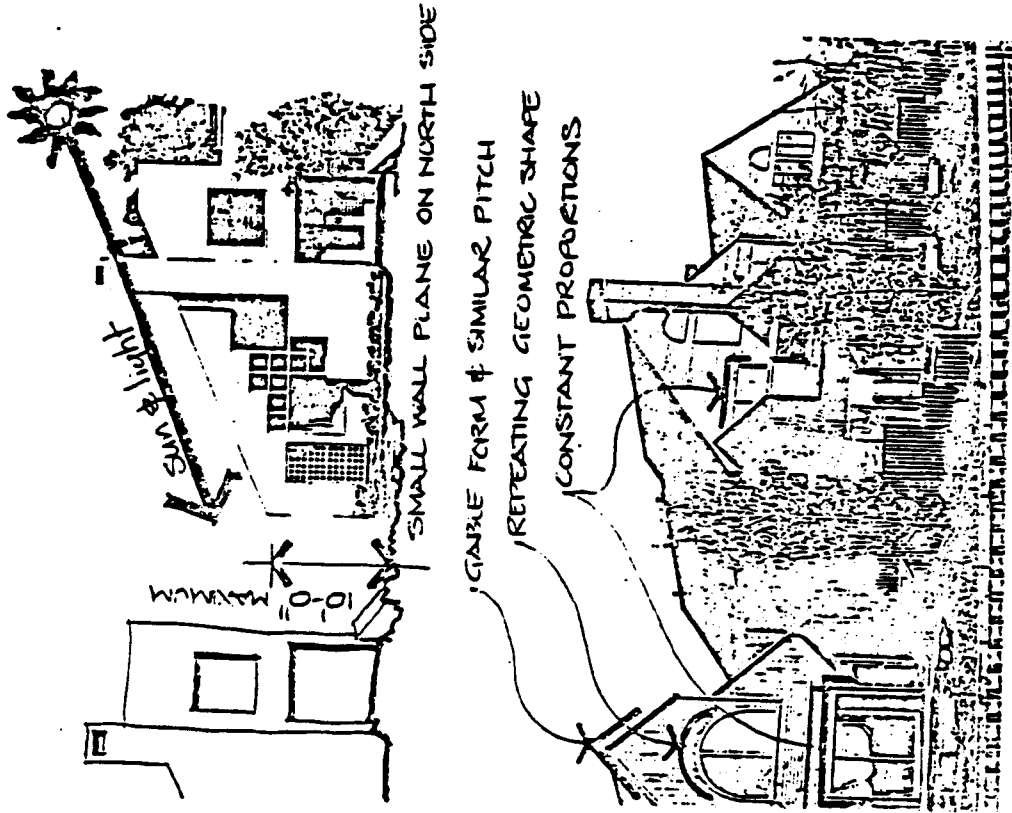 Sun & light
10'-0"
MAXIMUM
SMALL WALL PLANE ON NORTH SIDE
GABLE FORM & SIMILAR PITCH
REPEATING GEOMETRIC SHAPE
CONSTANT PROPORTIONS